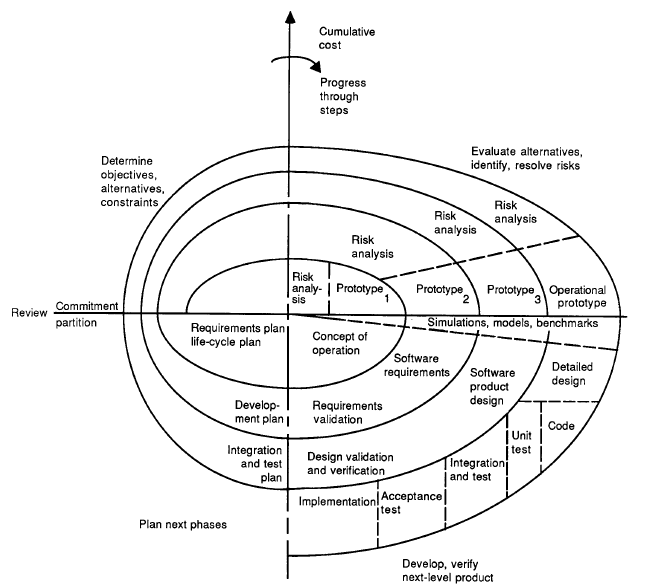 Cumulative
cost
Progress
through
steps
Evaluate alternatives,
identify, resolve risks
Determine
objectives,
alternatives,
constraints
Risk
analysis
Risk
analysis
Risk
analysis
Risk
analy-
sis
Prototype
1
Prototype
2
Prototype
3
Operational
prototype
Review
Commitment
partition
Simulations, models, benchmarks
Requirements plan
life-cycle plan
Concept of
operation
Software
requirements
Software
product
design
Detailed
design
Develop-
ment plan
Requirements
validation
Code
Unit
test
Integration
and test
plan
Design validation
and verification
Integration
and test
Implementation
Acceptance
test
Plan next phases
Develop, verify
next-level product